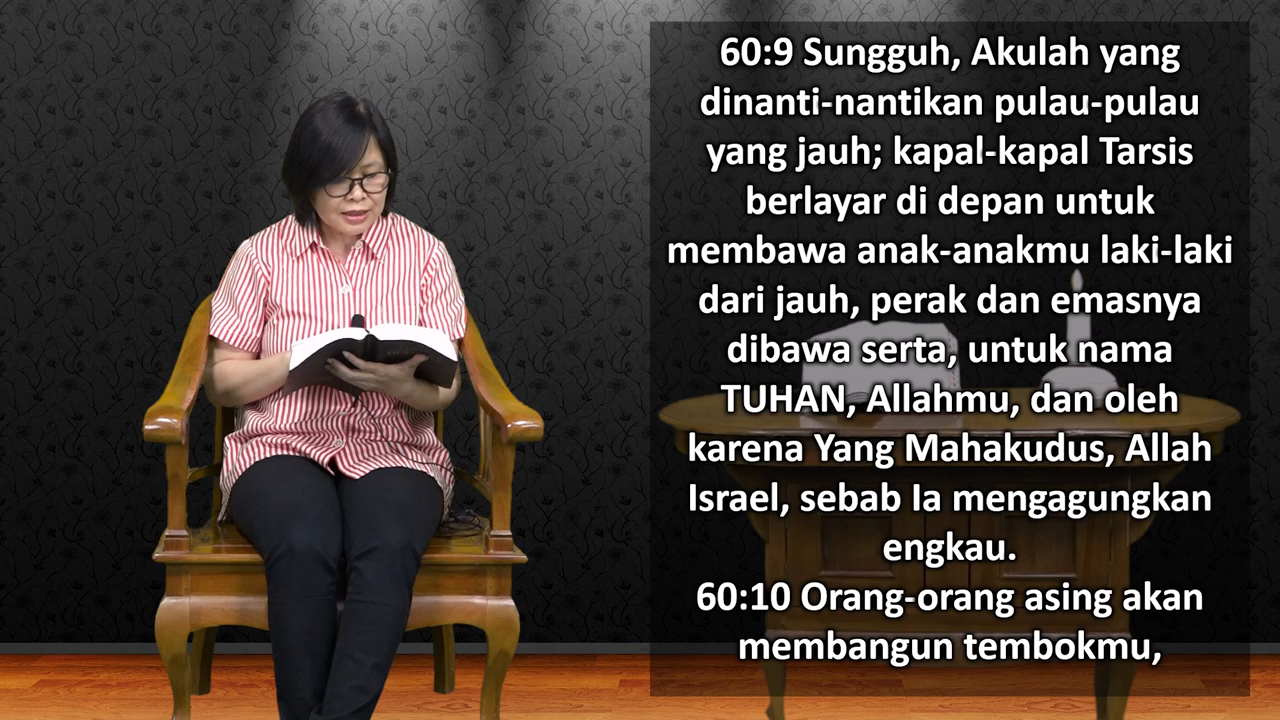 60:9 Sungguh, Akulah yang
dinanti-nantikan pulau-pulau
yang jauh; kapal-kapal Tarsis
berlayar di depan untuk
membawa anak-anakmu laki-laki
dari jauh, perak dan emasnya
dibawa serta, untuk nama
TUHAN, Allahmu, dan oleh
karena Yang Mahakudus, Allah
Israel, sebab Ia mengagungkan
engkau.
60:10 Orang-orang asing akan
membangun tembokmu,